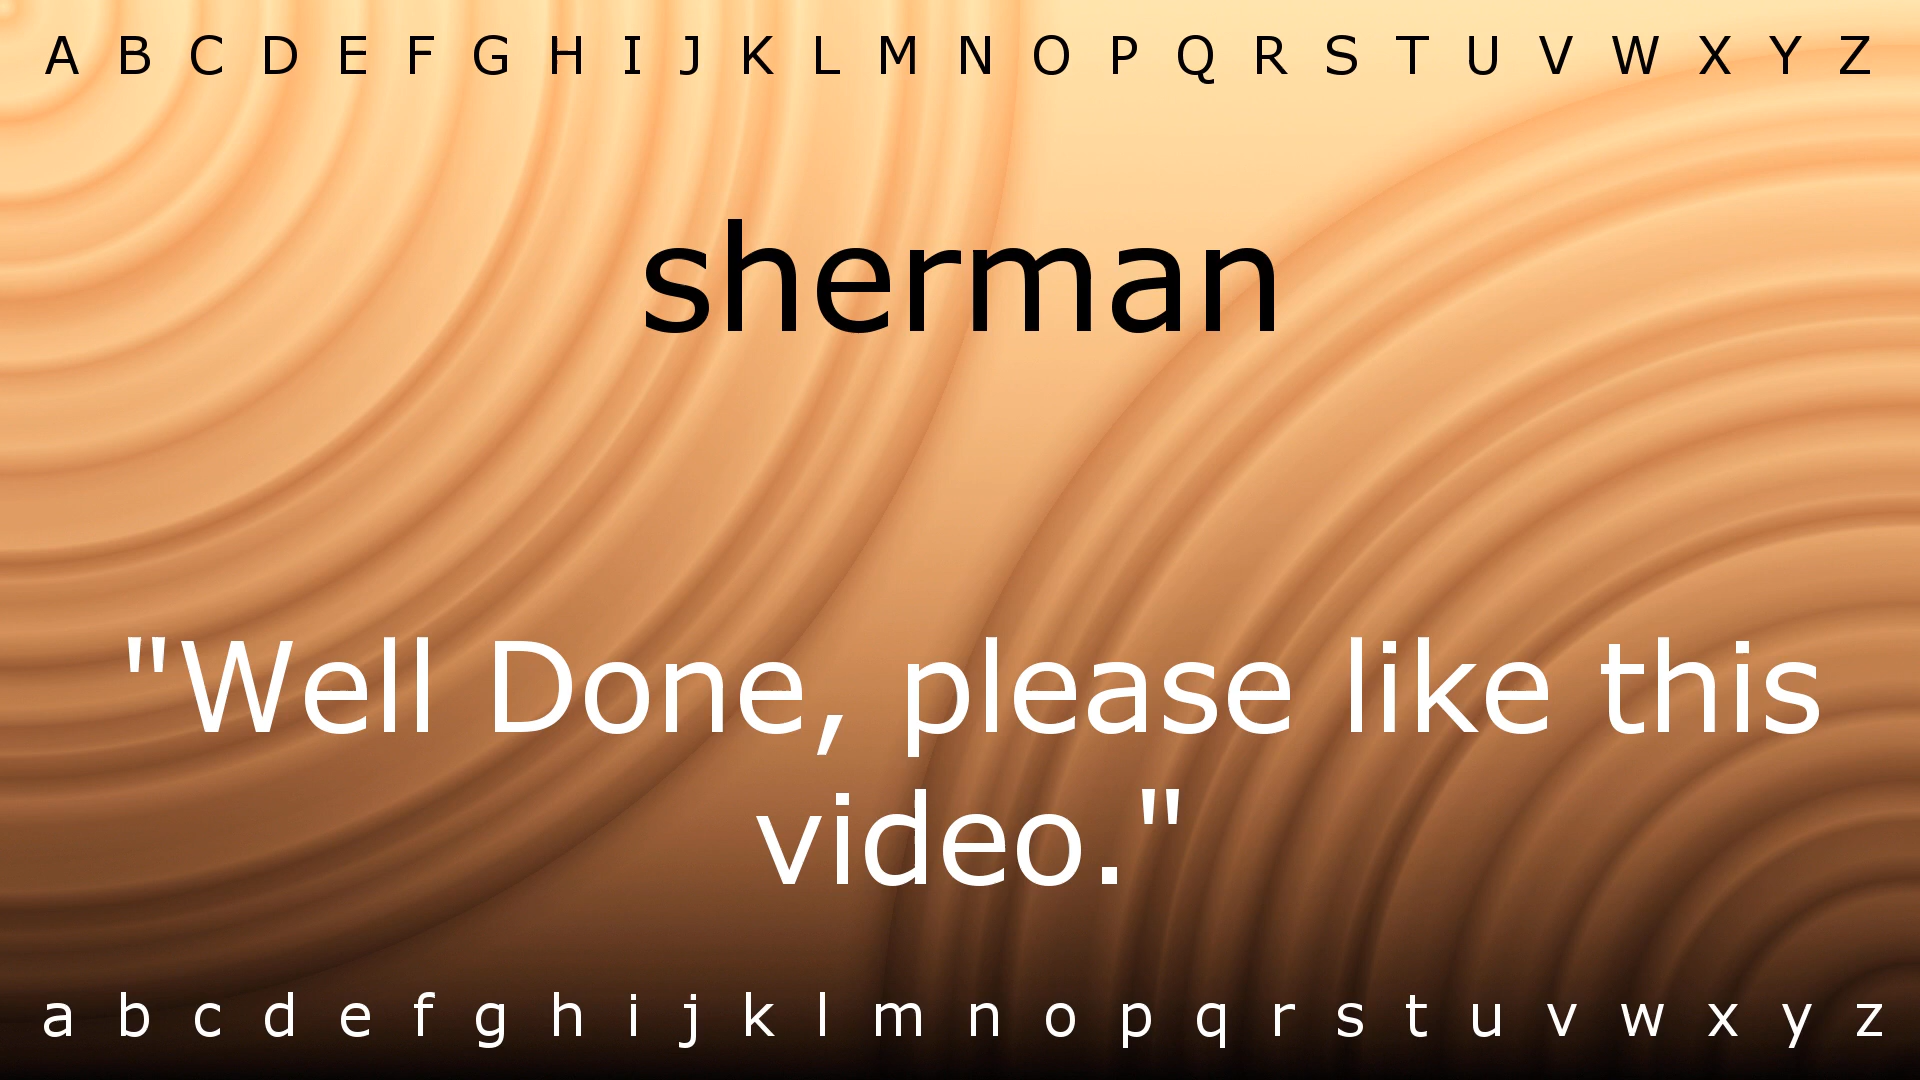 A B C D E F G H I J K L M N O P Q R S T U V W X Y Z
sherman
"Well Done, please like this
video."
a b c d e f g h i j k l m n o p q r s t u v w x y z